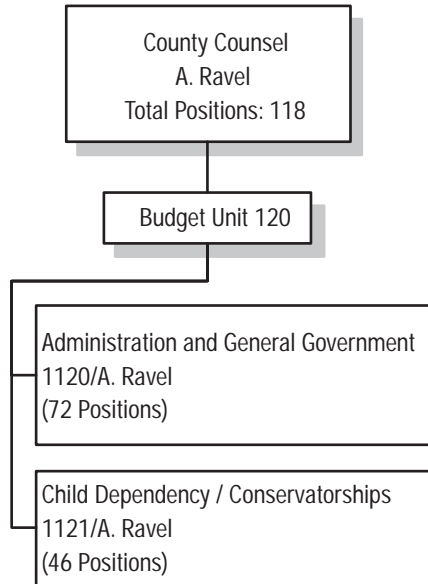 County Counsel
A. Ravel
Total Positions: 118
Budget Unit 120
Administration and General Government
1120/A. Ravel
(72 Positions)
Child Dependency / Conservatorships
1121/A. Ravel
(46 Positions)